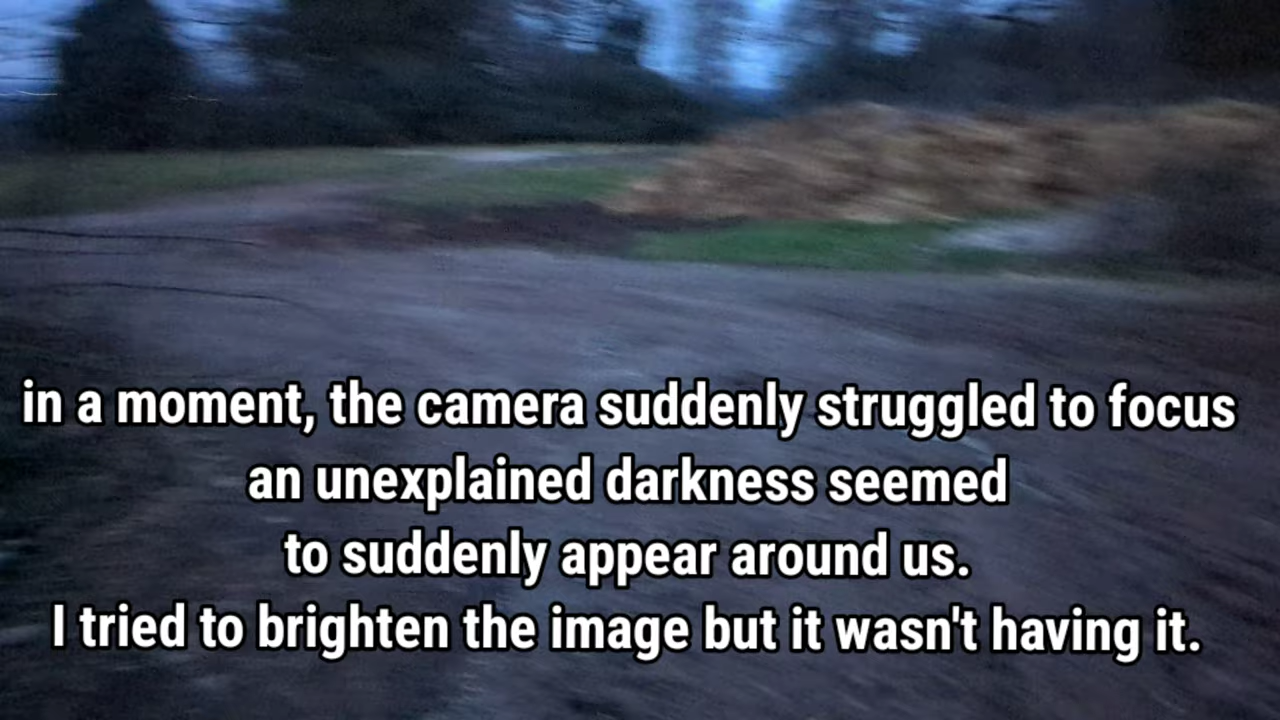 in a moment, the camera suddenly struggled to focus
an unexplained darkness seemed
to suddenly appear around us.
I tried to brighten the image but it wasn't having it.